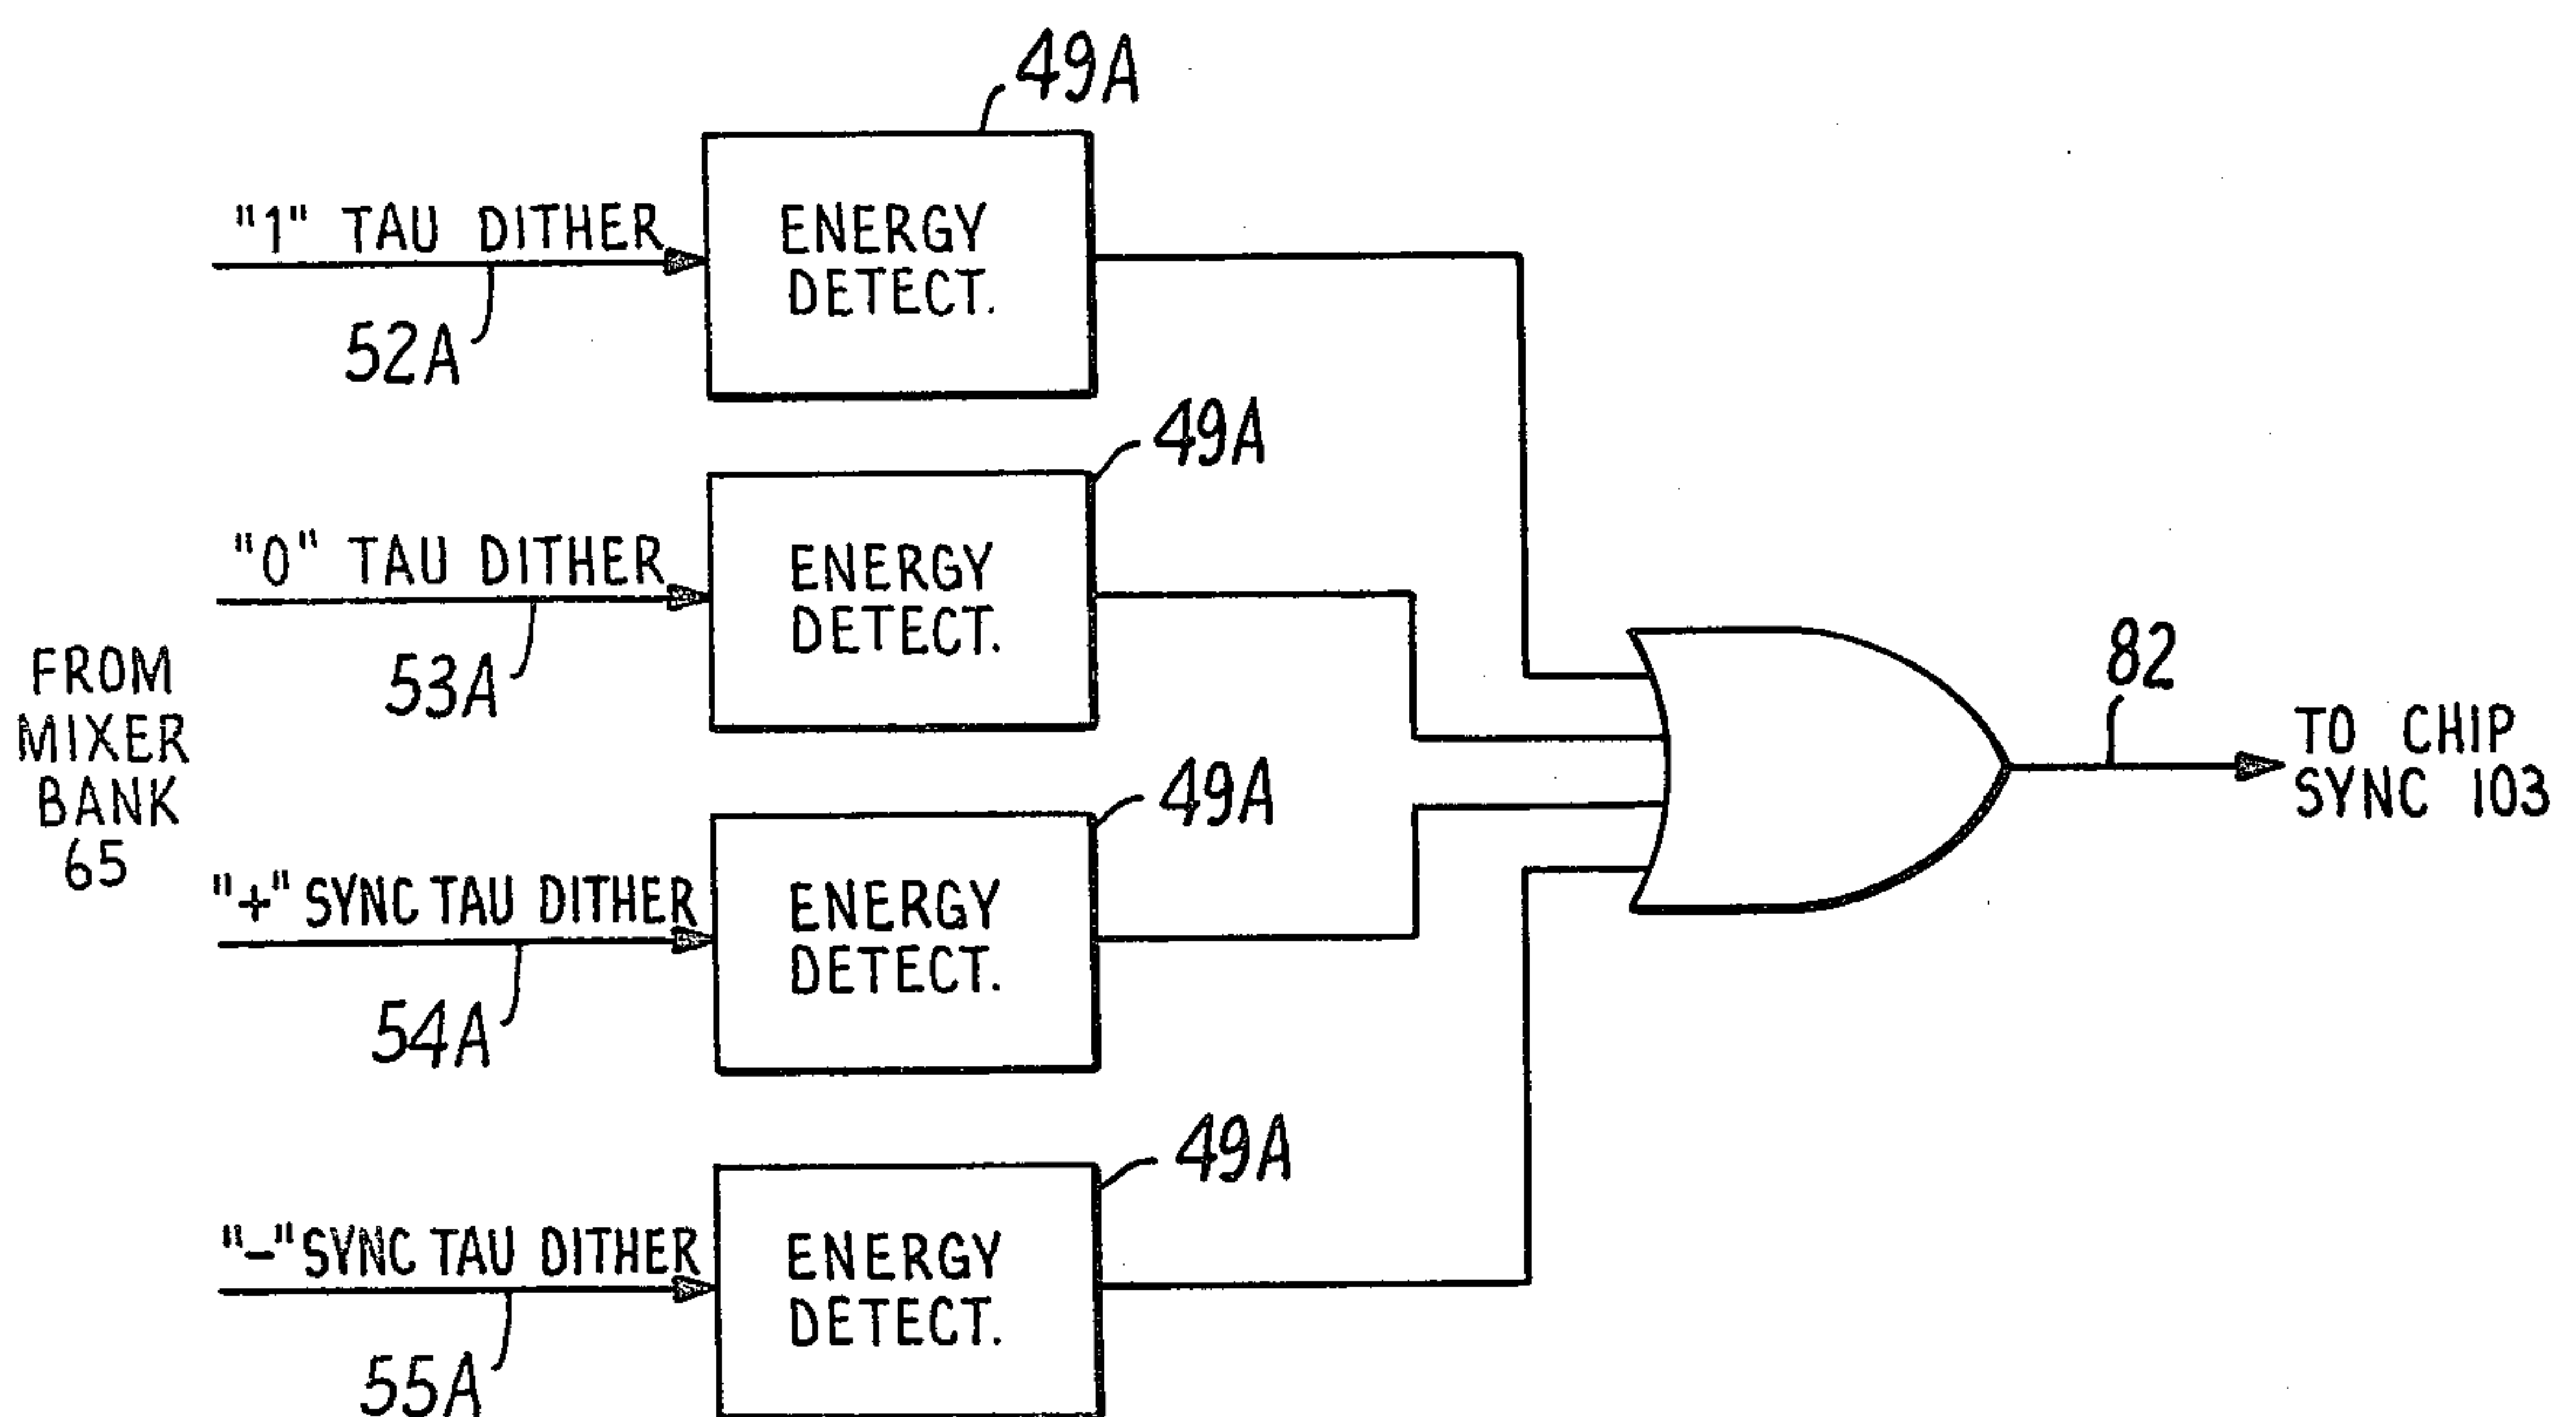 49A
"1" TAU DITHER
ENERGY
DETECT.
52A
49A
"0" TAU DITHER
ENERGY
DETECT.
53A
FROM
MIXER
BANK
65
82
TO CHIP
SYNC 103
49A
"+" SYNC TAU DITHER
ENERGY
DETECT.
54A
49A
"-" SYNC TAU DITHER
ENERGY
DETECT.
55A